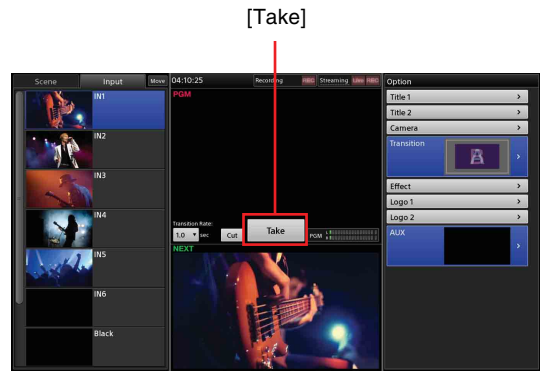 [Take]
Scene
Input
Move
04:10:25
Recording
REC
Streaming
Live
REC
Option
IN1
IN2
IN3
IN4
IN5
IN6
Black
PGM
Transition Rate:
1.0 ▼ sec
Cut
Take
PGM
L
R
NEXT
Title 1 >
Title 2 >
Camera >
Transition >
Effect >
Logo 1 >
Logo 2 >
AUX >